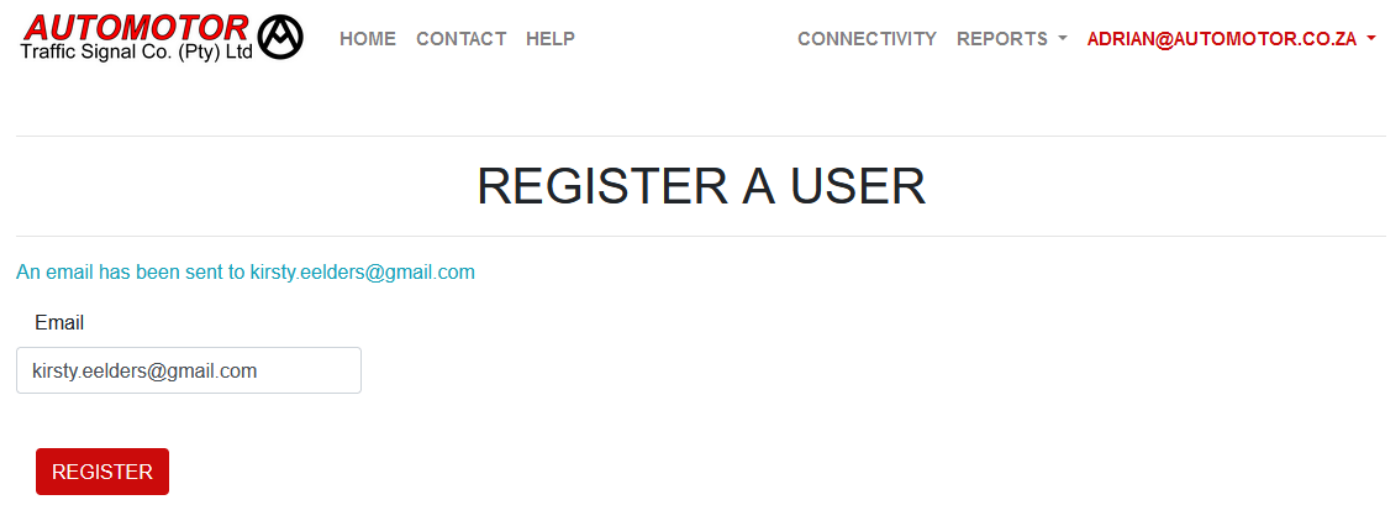 AUTOMOTOR
Traffic Signal Co. (Pty) Ltd
HOME CONTACT HELP CONNECTIVITY REPORTS ADRIAN@AUTOMOTOR.CO.ZA
REGISTER A USER
An email has been sent to kirsty.eelders@gmail.com
Email
kirsty.eelders@gmail.com
REGISTER